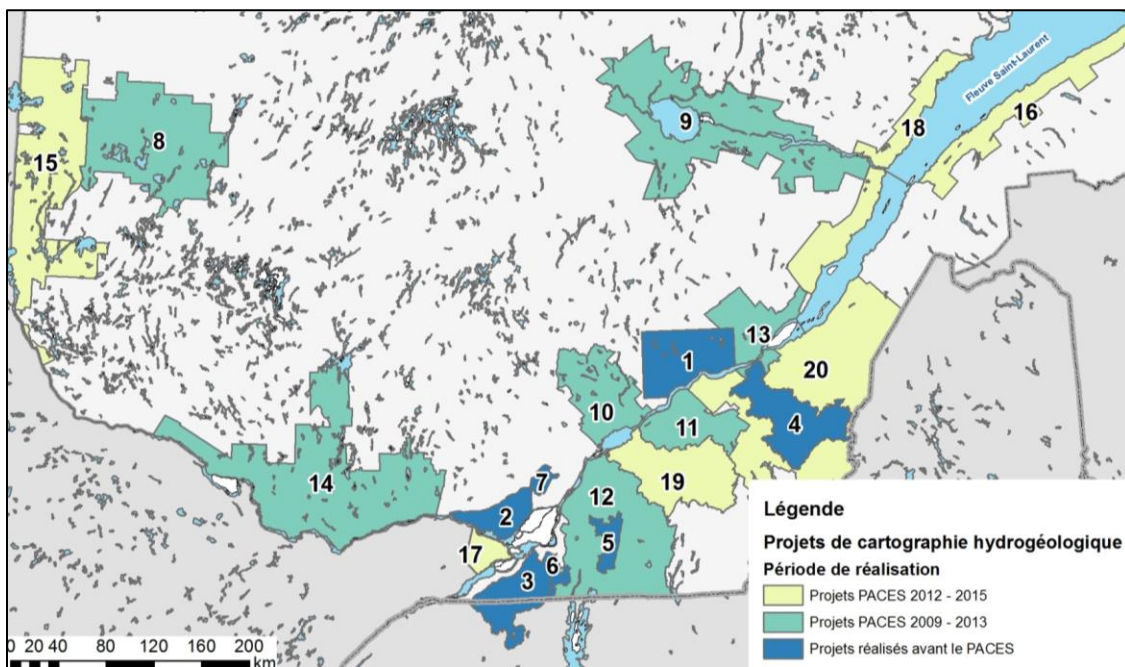 Fleuve Saint-Laurent
16
18
9
8
15
13
1
20
10
11
4
14
7
12
19
2
5
17
6
3
Légende
Projets de cartographie hydrogéologique
Période de réalisation
Projets PACES 2012 - 2015
Projets PACES 2009 - 2013
Projets réalisés avant le PACES
0 20 40 80 120 160 200
km